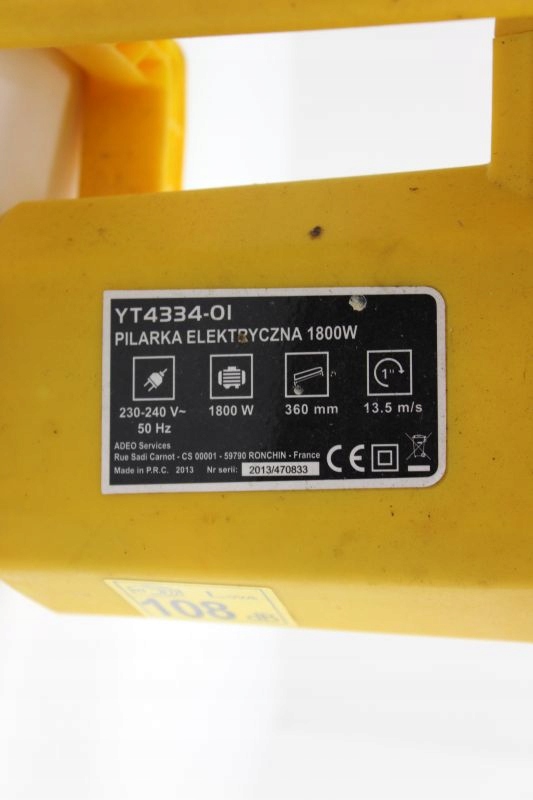 YT4334-01
PILARKA ELEKTRYCZNA 1800W
1"
230-240 V~ 1800 W 360 mm 13.5 m/s
50 Hz
ADEO Services
Rue Sadi Carnot - CS 00001 - 59790 RONCHIN - France
Made in P.R.C. 2013 Nr serii: 2013/470833
CE
108 dB